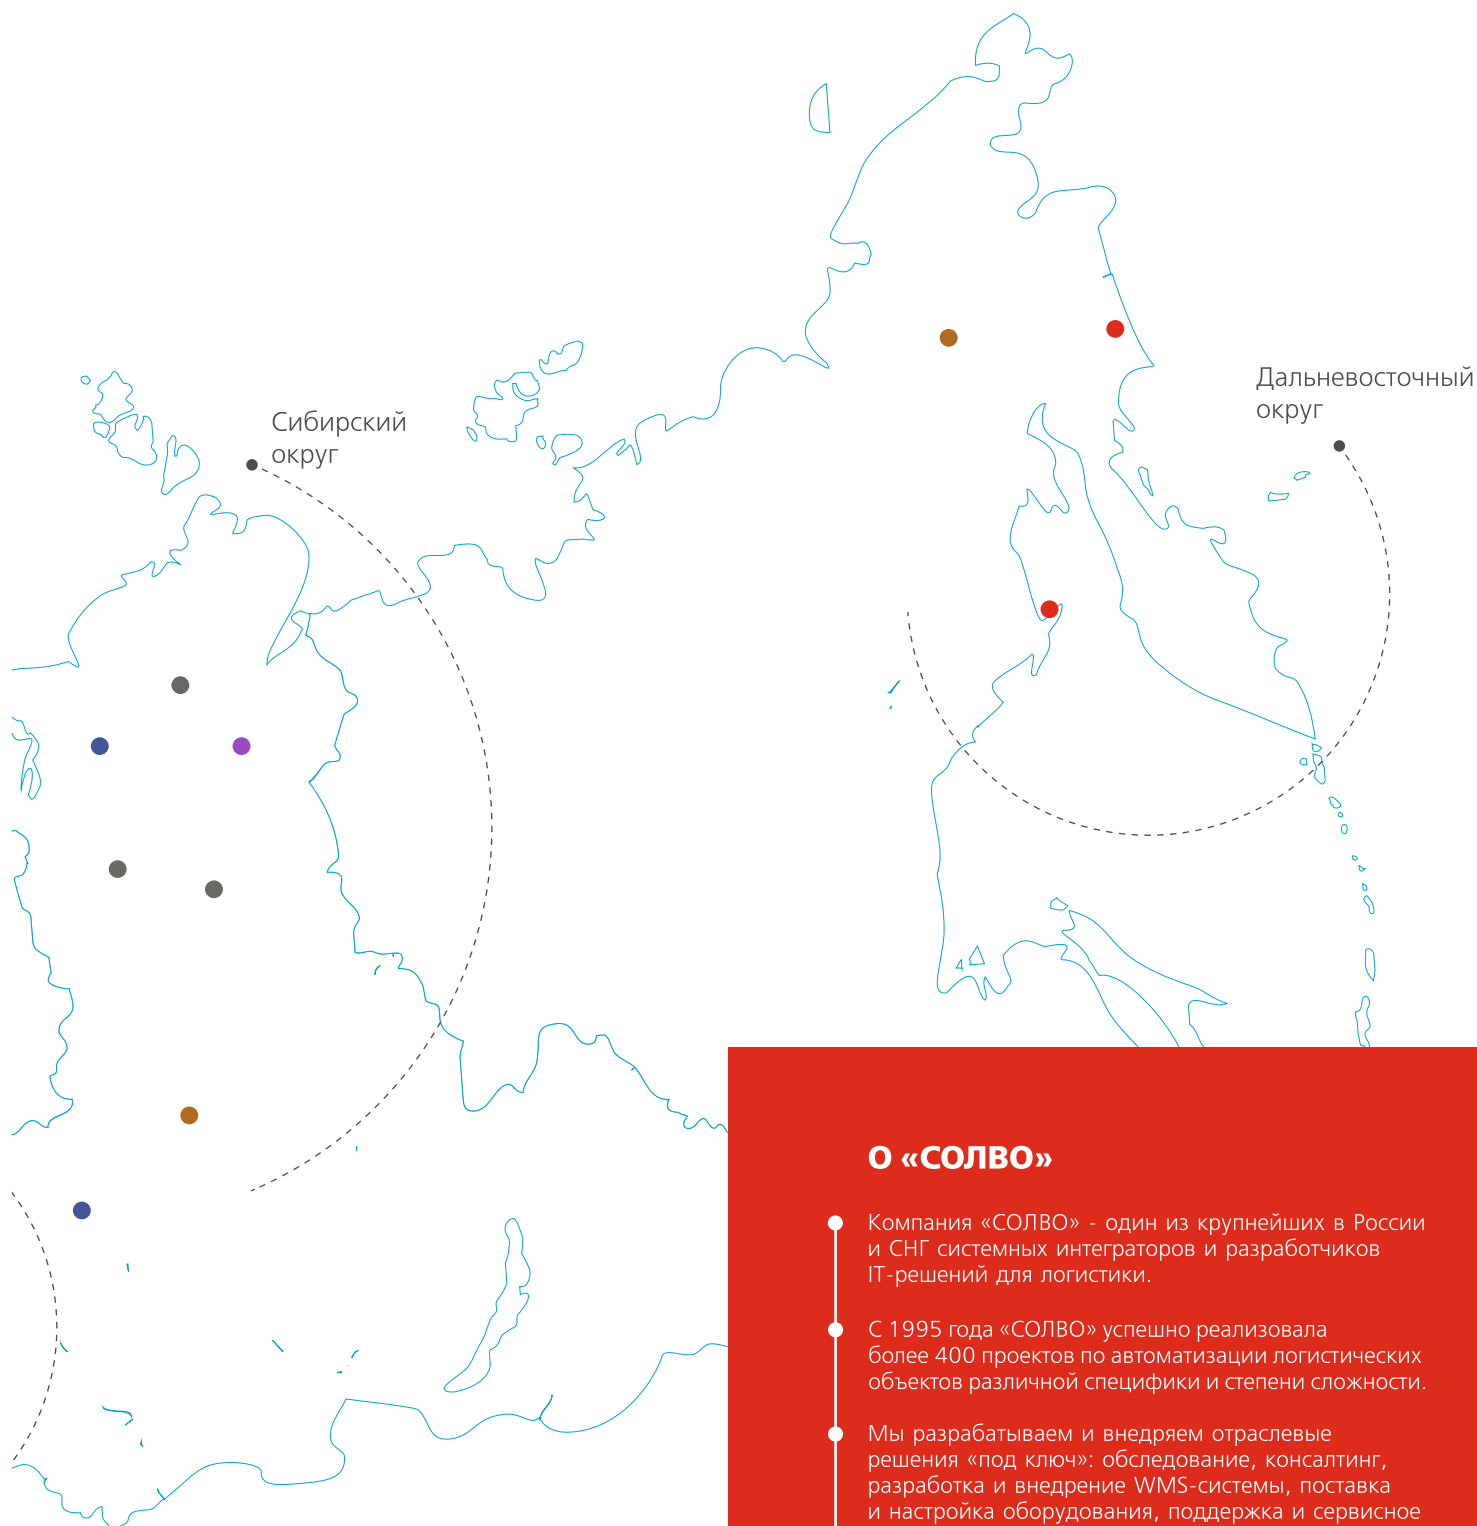 Дальневосточный
округ
Сибирский
округ
О «СОЛВО»
Компания «СОЛВО» - один из крупнейших в России
и СНГ системных интеграторов и разработчиков
IT-решений для логистики.
С 1995 года «СОЛВО» успешно реализовала
более 400 проектов по автоматизации логистических
объектов различной специфики и степени сложности.
Мы разрабатываем и внедряем отраслевые
решения «под ключ»: обследование, консалтинг,
разработка и внедрение WMS-системы, поставка
и настройка оборудования, поддержка и сервисное